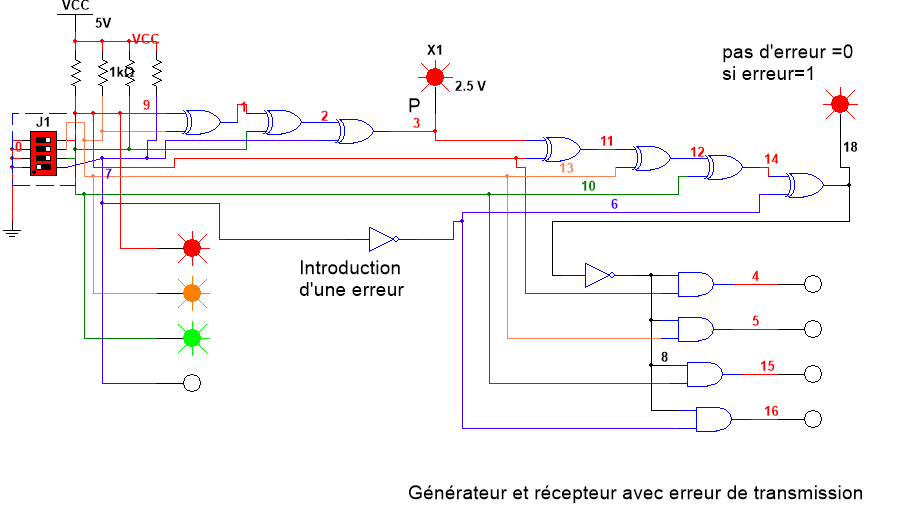 VCC
5V
VCC
1kΩ
X1
2.5 V
pas d'erreur =0
si erreur=1
P
9
1
2
3
J1
0
7
11
13
12
14
18
10
6
Introduction
d'une erreur
4
5
8
15
16
Générateur et récepteur avec erreur de transmission